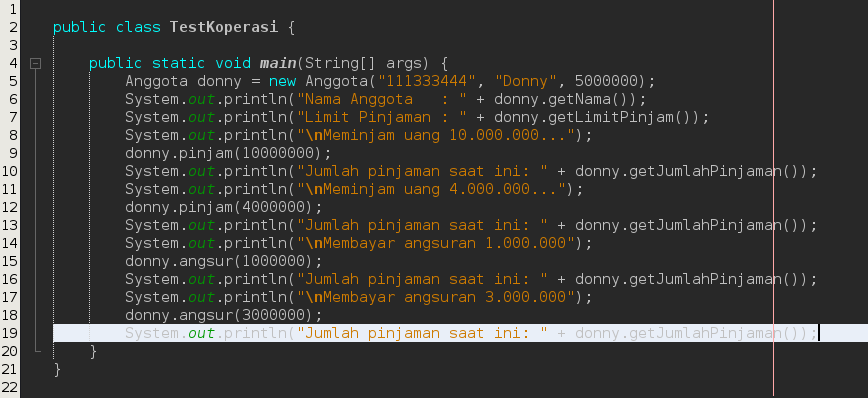 1
2 public class TestKoperasi {
3
4 public static void main(String[] args) {
5 Anggota donny = new Anggota("111333444", "Donny", 5000000);
6 System.out.println("Nama Anggota   : " + donny.getNama());
7 System.out.println("Limit Pinjaman : " + donny.getLimitPinjam());
8 System.out.println("\nMeminjam uang 10.000.000...");
9 donny.pinjam(10000000);
10 System.out.println("Jumlah pinjaman saat ini: " + donny.getJumlahPinjaman());
11 System.out.println("\nMeminjam uang 4.000.000...");
12 donny.pinjam(4000000);
13 System.out.println("Jumlah pinjaman saat ini: " + donny.getJumlahPinjaman());
14 System.out.println("\nMembayar angsuran 1.000.000");
15 donny.angsur(1000000);
16 System.out.println("Jumlah pinjaman saat ini: " + donny.getJumlahPinjaman());
17 System.out.println("\nMembayar angsuran 3.000.000");
18 donny.angsur(3000000);
19 System.out.println("Jumlah pinjaman saat ini: " + donny.getJumlahPinjaman());
20 }
21 }
22